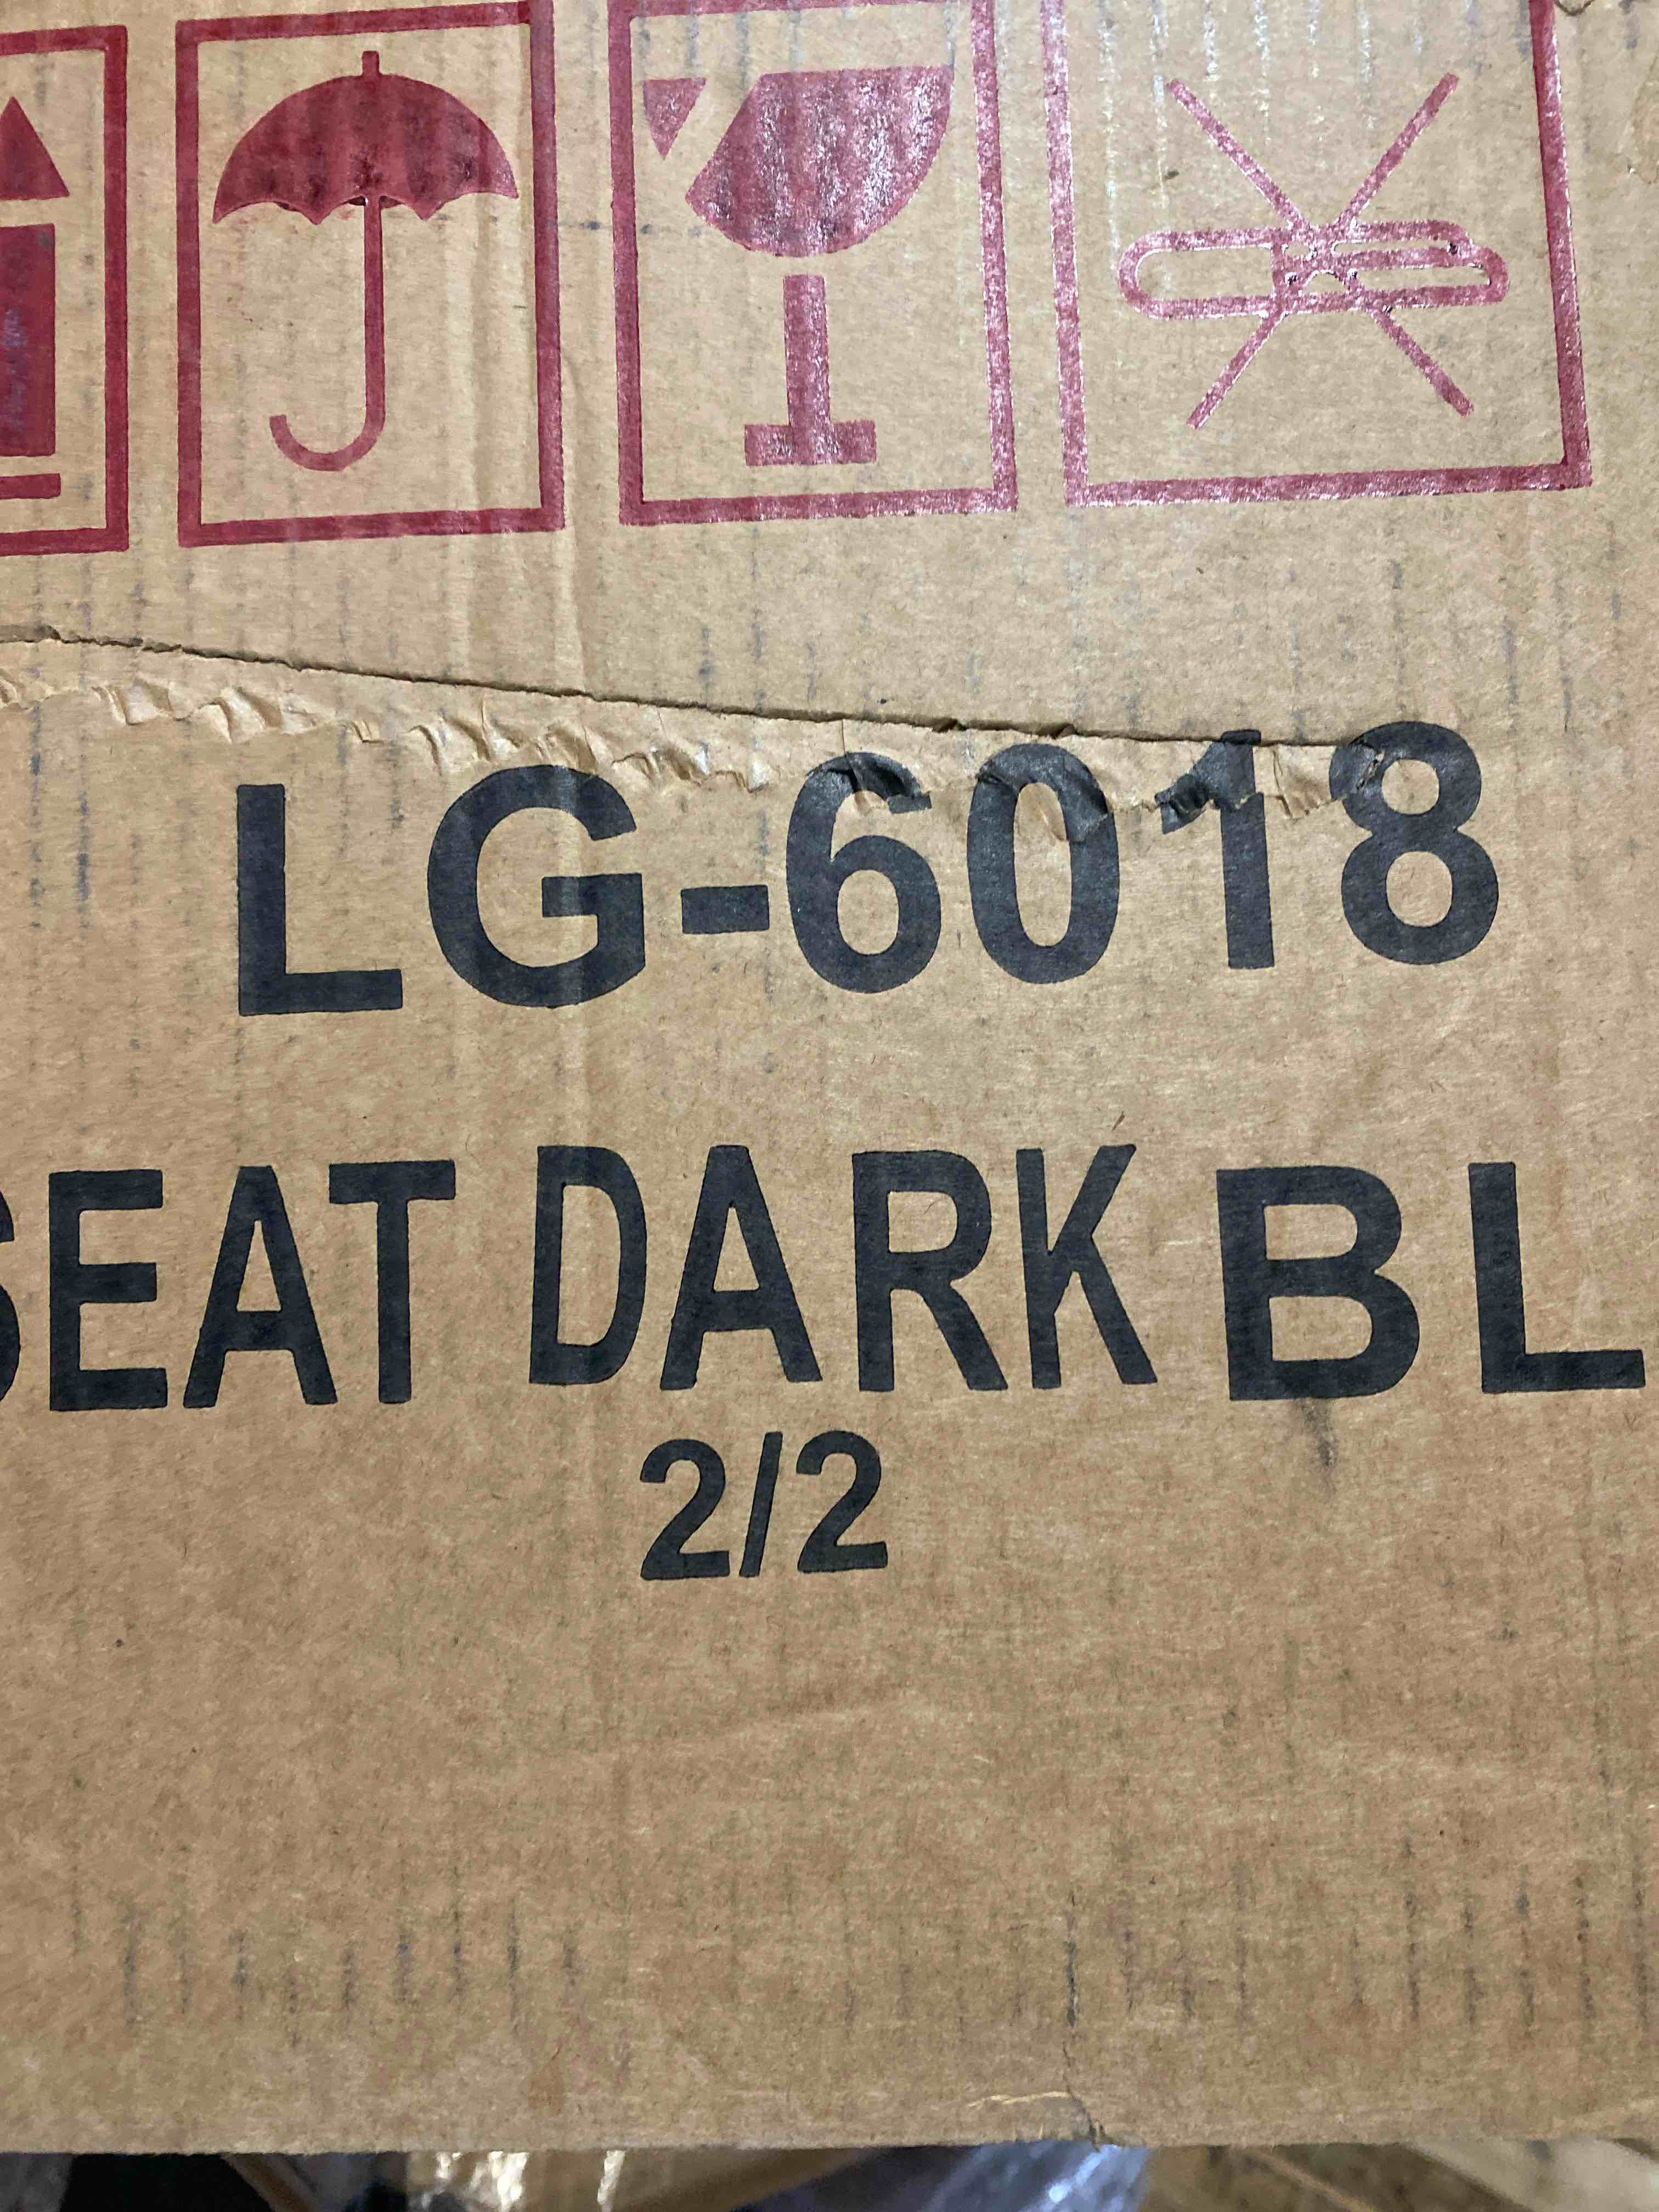 LG-6018
SEAT DARK BL
2/2